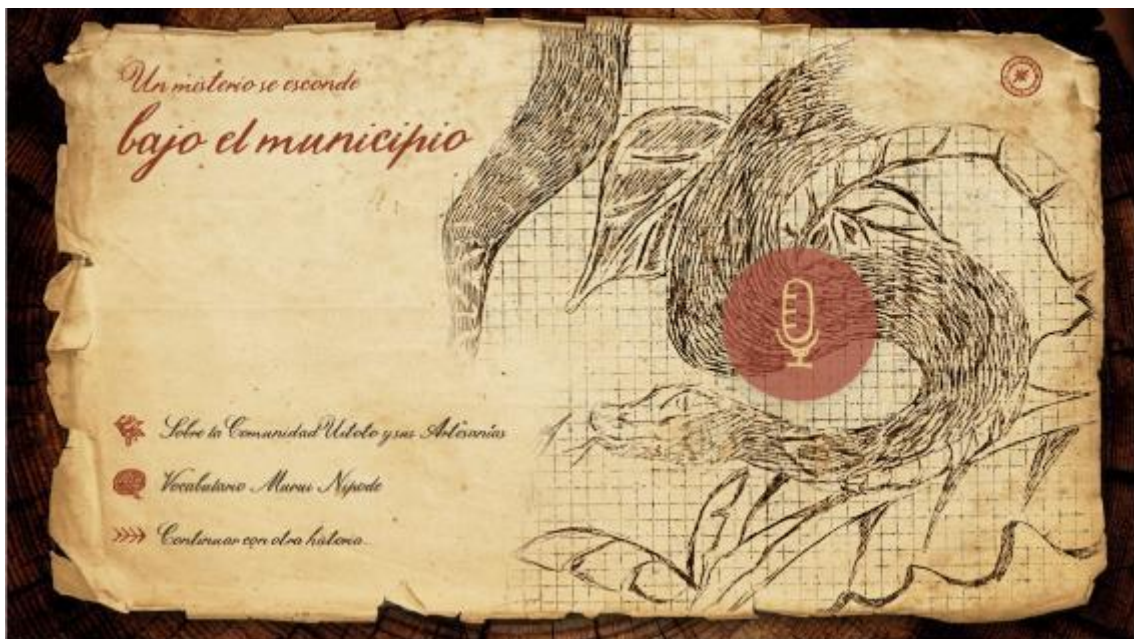 Un misterio se esconde
bajo el municipio
Sobre la Comunidad Uitoto y sus Artesanías
Vocabulario Murui Nipode
Continuar con otra historia...